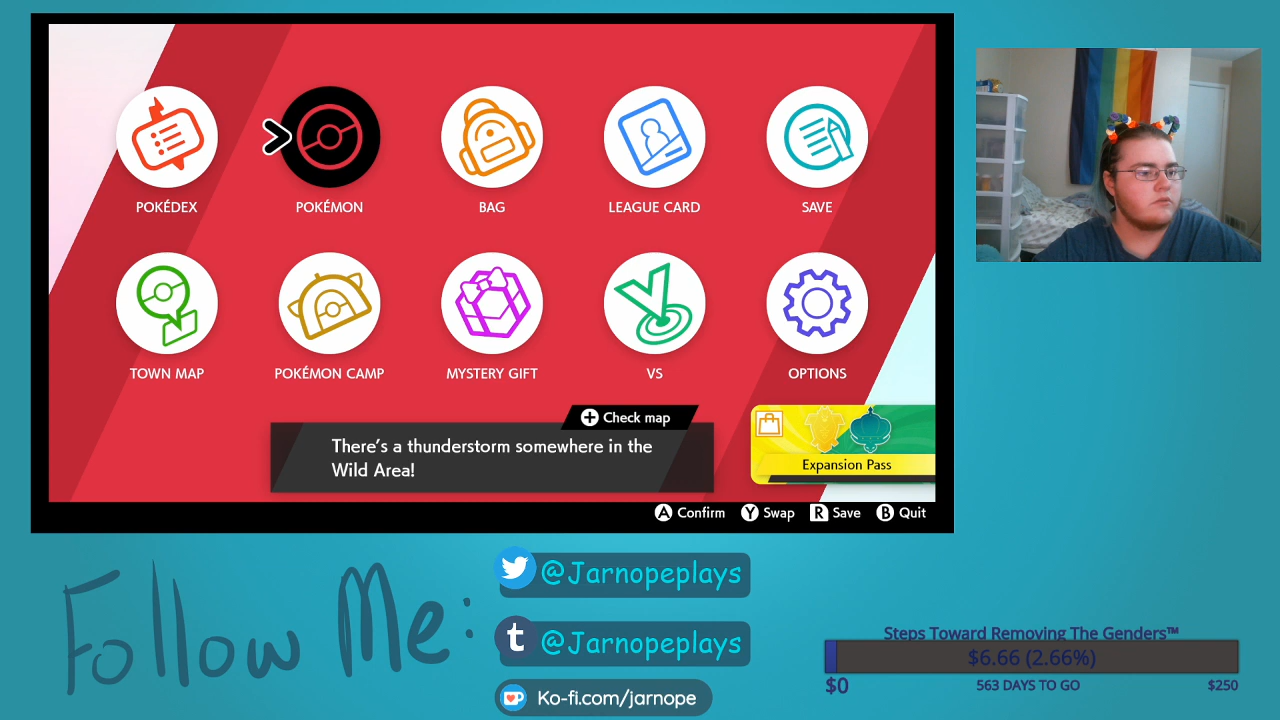 POKÉDEX
POKÉMON
BAG
LEAGUE CARD
SAVE
TOWN MAP
POKÉMON CAMP
MYSTERY GIFT
VS
OPTIONS
+ Check map
There's a thunderstorm somewhere in the
Wild Area!
Expansion Pass
A Confirm Y Swap R Save B Quit
Follow Me:
@Jarnopeplays
t @Jarnopeplays
Ko-fi.com/jarnope
Steps Toward Removing The Genders™
$6.66 (2.66%)
$0 563 DAYS TO GO $250